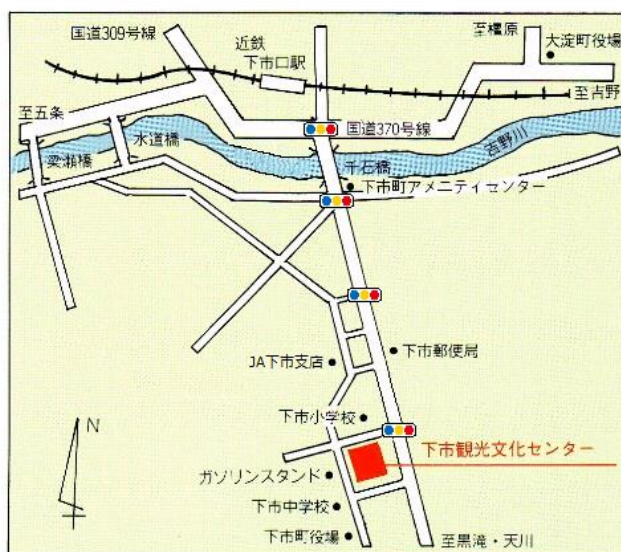 国道309号線
近鉄
下市口駅
至橿原
大淀町役場
至吉野
至五条
国道370号線
水道橋
吉野川
梁瀬橋
千石橋
下市町アメニティセンター
JA下市支店
下市郵便局
下市小学校
下市観光文化センター
N
ガソリンスタンド
下市中学校
下市町役場
至黒滝・天川